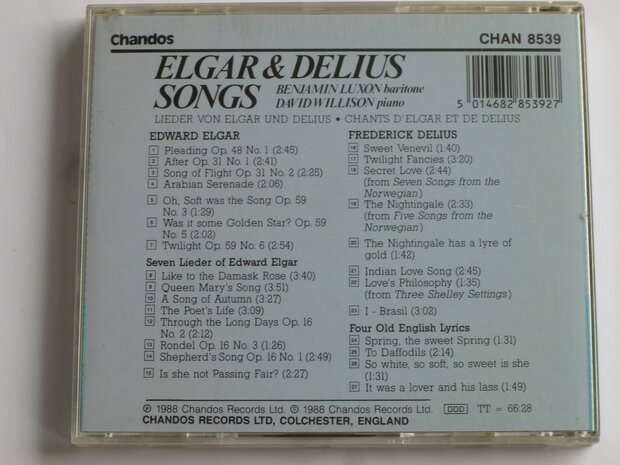 Chandos
CHAN 8539
ELGAR & DELIUS
SONGS
BENJAMIN LUXON baritone
DAVID WILLISON piano
5 014682 853927
LIEDER VON ELGAR UND DELIUS • CHANTS D'ELGAR ET DE DELIUS
EDWARD ELGAR
1 Pleading Op. 48 No. 1 (2:45)
2 After Op. 31 No. 1 (2:41)
3 Song of Flight Op. 31 No. 2 (2:25)
4 Arabian Serenade (2:06)
5 Oh, Soft was the Song Op. 59
No. 3 (1:29)
6 Was it some Golden Star? Op. 59
No. 5 (2:02)
7 Twilight Op. 59 No. 6 (2:54)
Seven Lieder of Edward Elgar
8 Like to the Damask Rose (3:40)
9 Queen Mary's Song (3:51)
10 A Song of Autumn (3:27)
11 The Poet's Life (3:09)
12 Through the Long Days Op. 16
No. 2 (2:12)
13 Rondel Op. 16 No. 3 (1:26)
14 Shepherd's Song Op. 16 No. 1 (2:49)
15 Is she not Passing Fair? (2:27)
FREDERICK DELIUS
16 Sweet Venevil (1:40)
17 Twilight Fancies (3:20)
18 Secret Love (2:44)
(from Seven Songs from the
Norwegian)
19 The Nightingale (2:33)
(from Five Songs from the
Norwegian)
20 The Nightingale has a lyre of
gold (1:42)
21 Indian Love Song (2:45)
22 Love's Philosophy (1:35)
(from Three Shelley Settings)
23 I - Brasil (3:02)
Four Old English Lyrics
24 Spring, the sweet Spring (1:31)
25 To Daffodils (2:14)
26 So white, so soft, so sweet is she
(1:31)
27 It was a lover and his lass (1:49)
℗ 1988 Chandos Records Ltd. © 1988 Chandos Records Ltd. DDD TT = 66:28
CHANDOS RECORDS LTD, COLCHESTER, ENGLAND